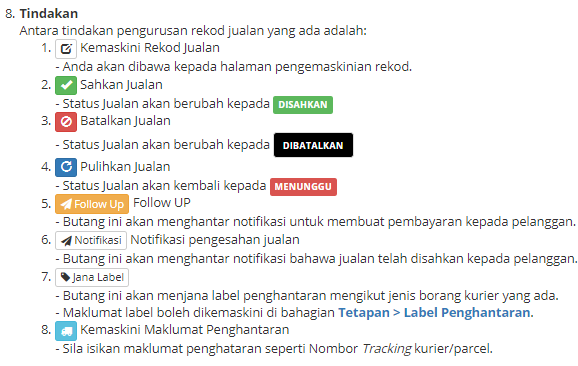 8. Tindakan
Antara tindakan pengurusan rekod jualan yang ada adalah:
1. Kemaskini Rekod Jualan
- Anda akan dibawa kepada halaman pengemaskinian rekod.
2. Sahkan Jualan
- Status Jualan akan berubah kepada DISAHKAN
3. Batalkan Jualan
- Status Jualan akan berubah kepada DIBATALKAN
4. Pulihkan Jualan
- Status Jualan akan kembali kepada MENUNGGU
5. Follow Up Follow UP
- Butang ini akan menghantar notifikasi untuk membuat pembayaran kepada pelanggan.
6. Notifikasi Notifikasi pengesahan jualan
- Butang ini akan menghantar notifikasi bahawa jualan telah disahkan kepada pelanggan.
7. Jana Label
- Butang ini akan menjana label penghantaran mengikut jenis borang kurier yang ada.
- Maklumat label boleh dikemaskini di bahagian Tetapan > Label Penghantaran.
8. Kemaskini Maklumat Penghantaran
- Sila isikan maklumat penghataran seperti Nombor Tracking kurier/parcel.